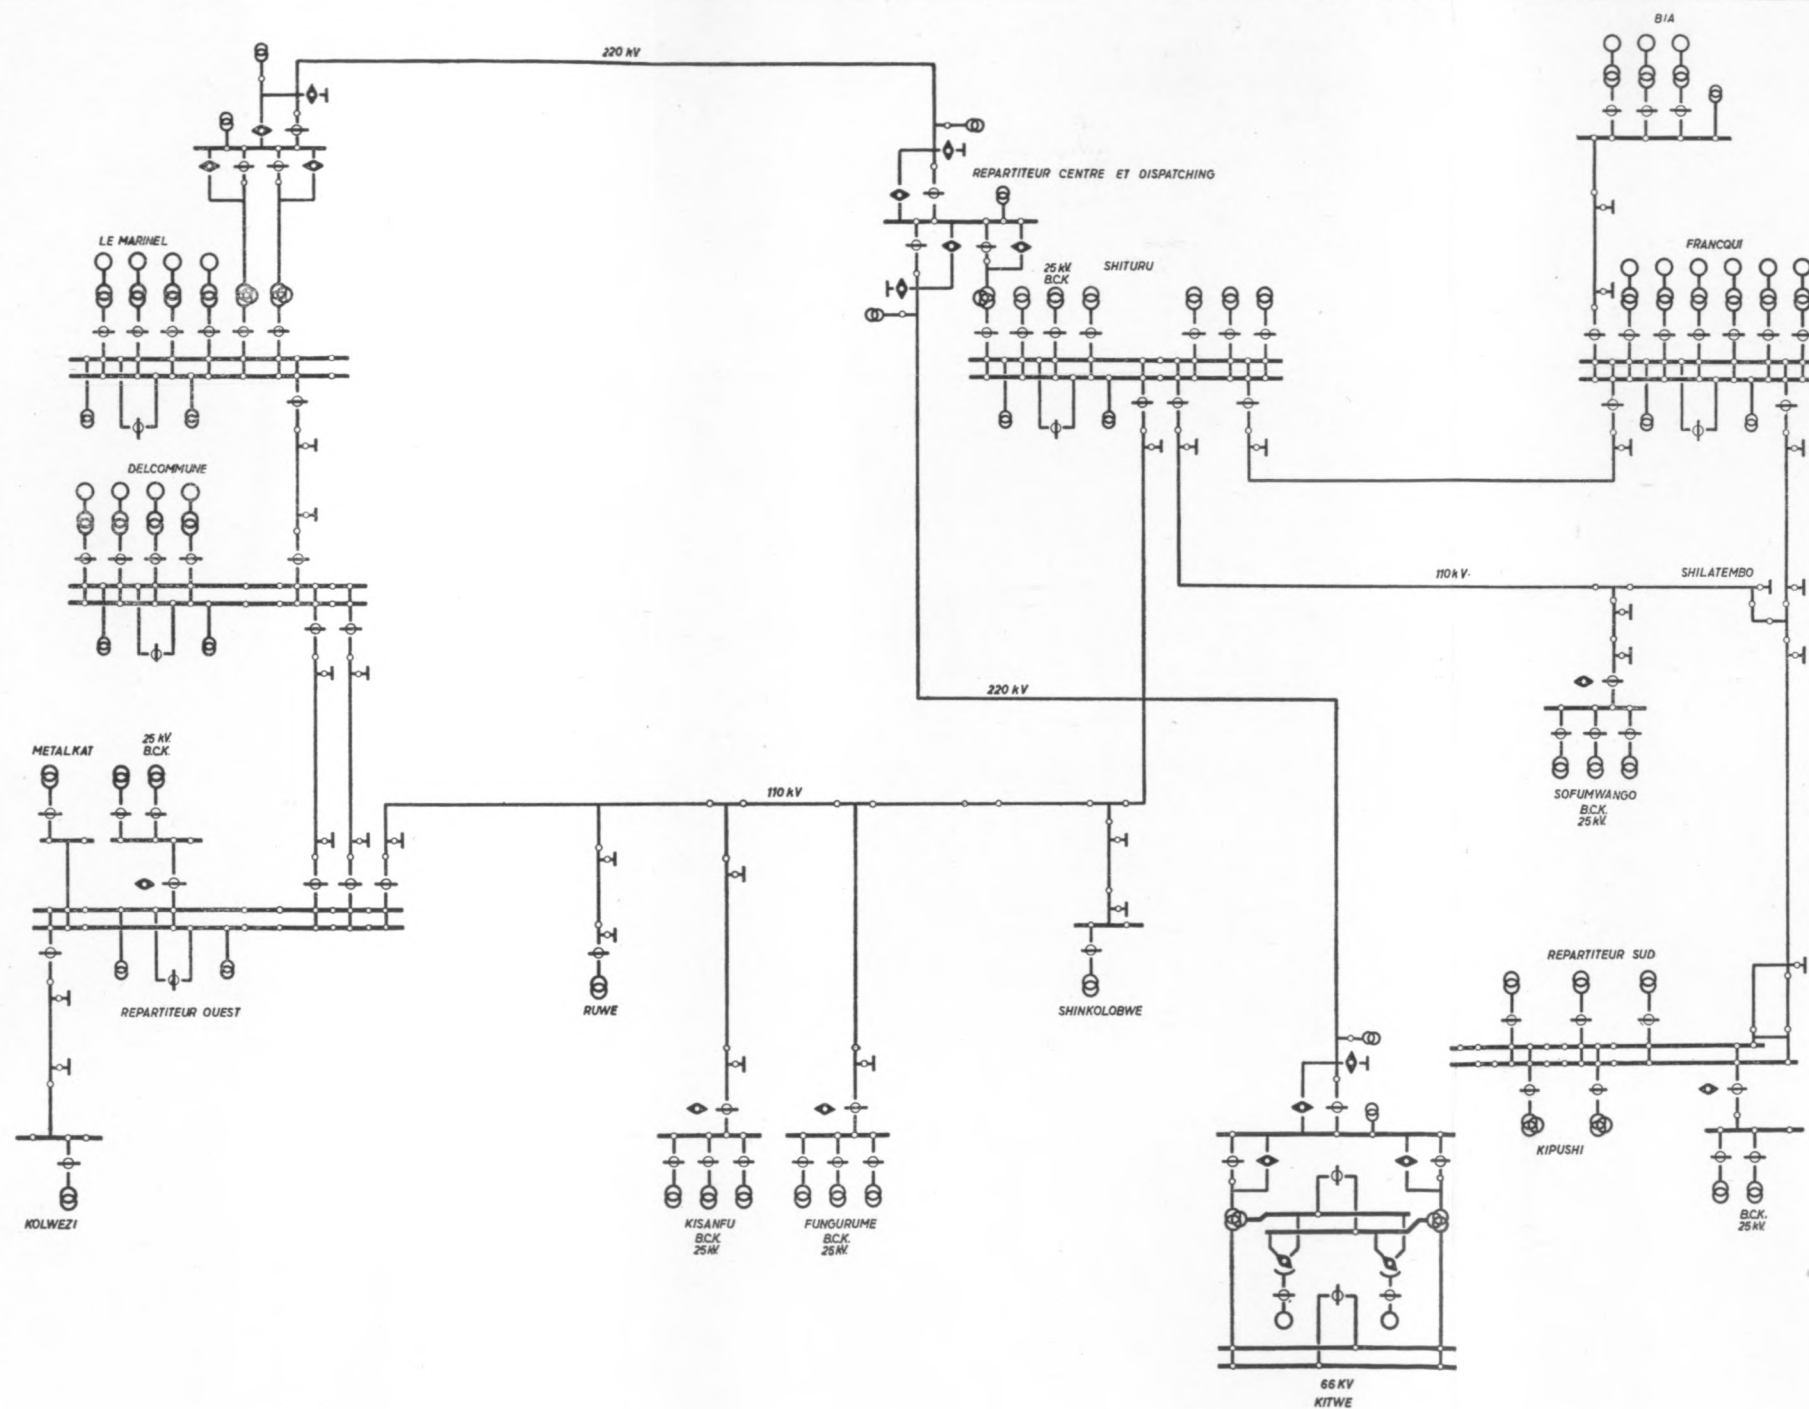 BIA
220 kV
REPARTITEUR CENTRE ET DISPATCHING
LE MARINEL
FRANCQUI
25 kV.
B.C.K
SHITURU
DELCOMMUNE
110 kV.
SHILATEMBO
220 kV
METALKAT
25 kV.
B.C.K.
110 kV
SOFUMWANGO
B.C.K.
25 kV.
REPARTITEUR SUD
REPARTITEUR OUEST
RUWE
SHINKOLOBWE
KIPUSHI
KOLWEZI
KISANFU
B.C.K.
25 kV.
FUNGURUME
B.C.K.
25 kV.
B.C.K.
25 kV.
66 KV
KITWE